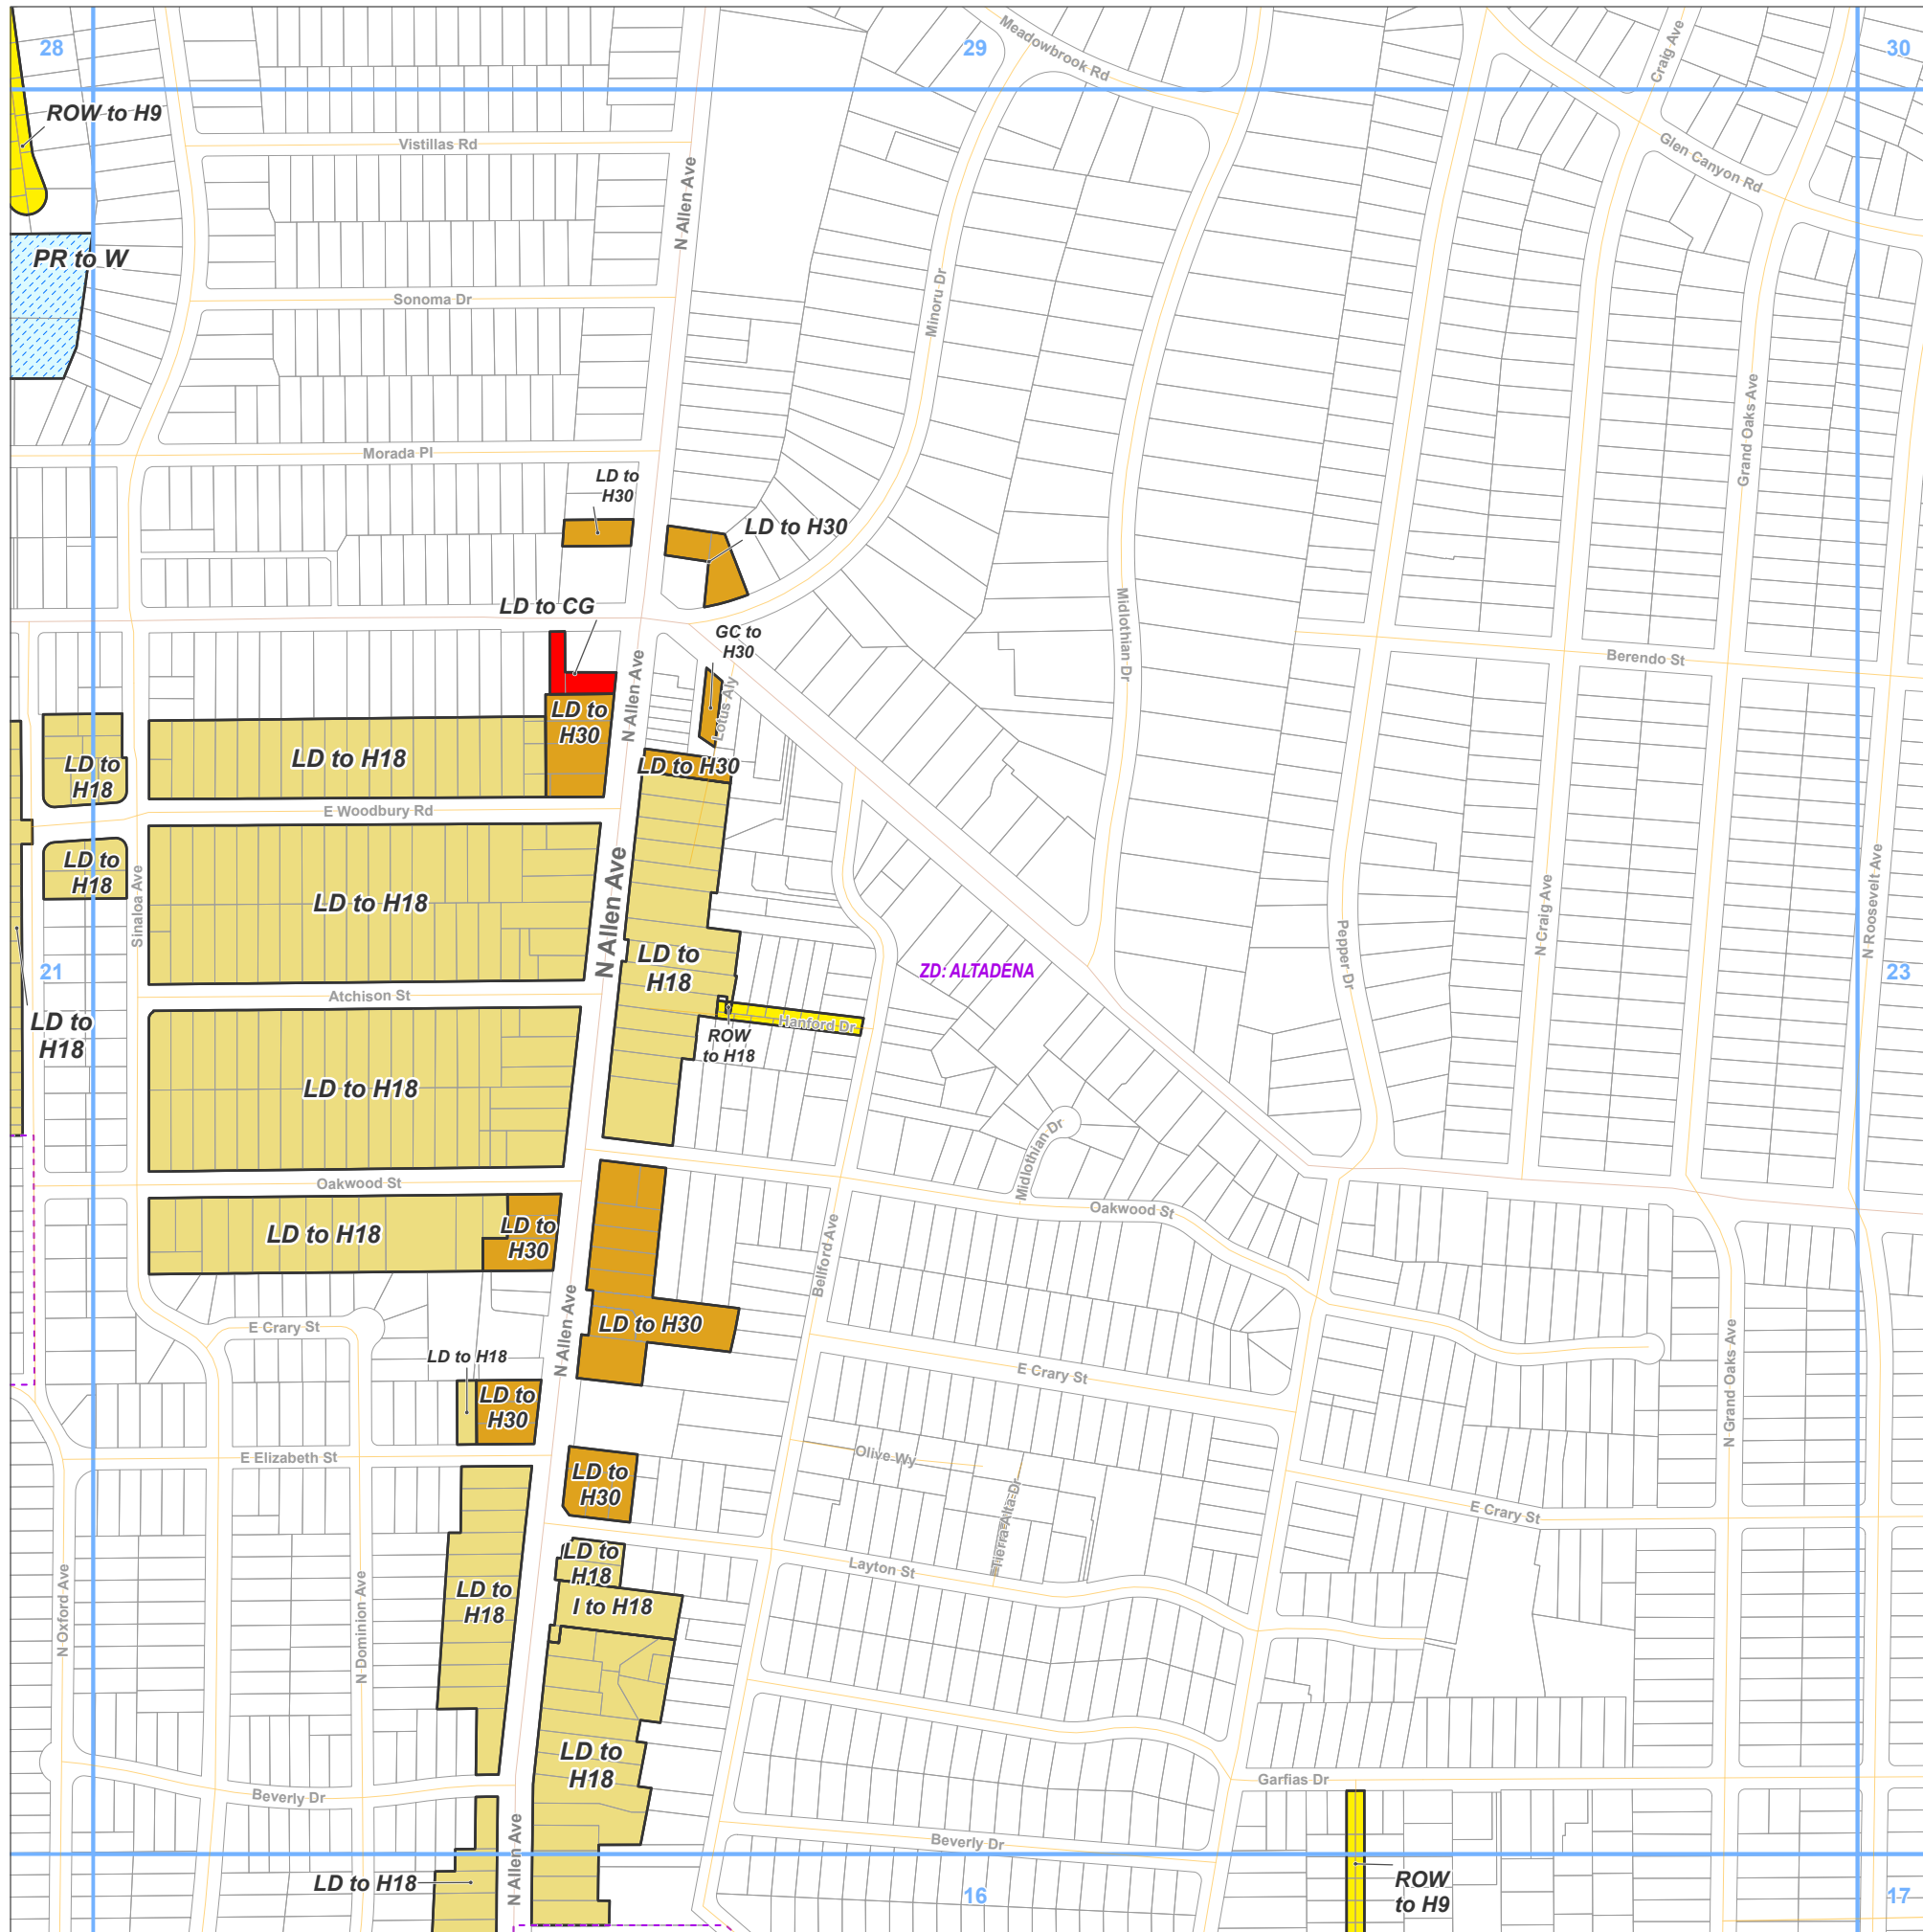 28
29
30
Meadowbrook Rd
Craig Ave
ROW to H9
Vistillas Rd
Glen Canyon Rd
N Allen Ave
PR to W
Sonoma Dr
Minoru Dr
Grand Oaks Ave
Morada Pl
LD to
H30
LD to H30
LD to CG
GC to
H30
Midlothian Dr
Berendo St
N Allen Ave
Lotus Aly
LD to
H30
LD to H18
LD to
H18
LD to H30
E Woodbury Rd
LD to
H18
Sinaloa Ave
LD to H18
N Allen Ave
LD to
H18
N Craig Ave
N Roosevelt Ave
Pepper Dr
ZD: ALTADENA
21
23
Atchison St
LD to
H18
Hanford Dr
ROW
to H18
LD to H18
Midlothian Dr
Oakwood St
Oakwood St
LD to H18
LD to
H30
Bellford Ave
LD to H30
N Allen Ave
E Crary St
LD to H18
LD to
H30
E Crary St
N Grand Oaks Ave
E Elizabeth St
Olive Wy
LD to
H30
Tierra Alta Dr
E Crary St
LD to
H18
Layton St
N Oxford Ave
N Dominion Ave
LD to
H18
I to H18
LD to
H18
Garfias Dr
Beverly Dr
Beverly Dr
N Allen Ave
LD to H18
ROW
to H9
16
17